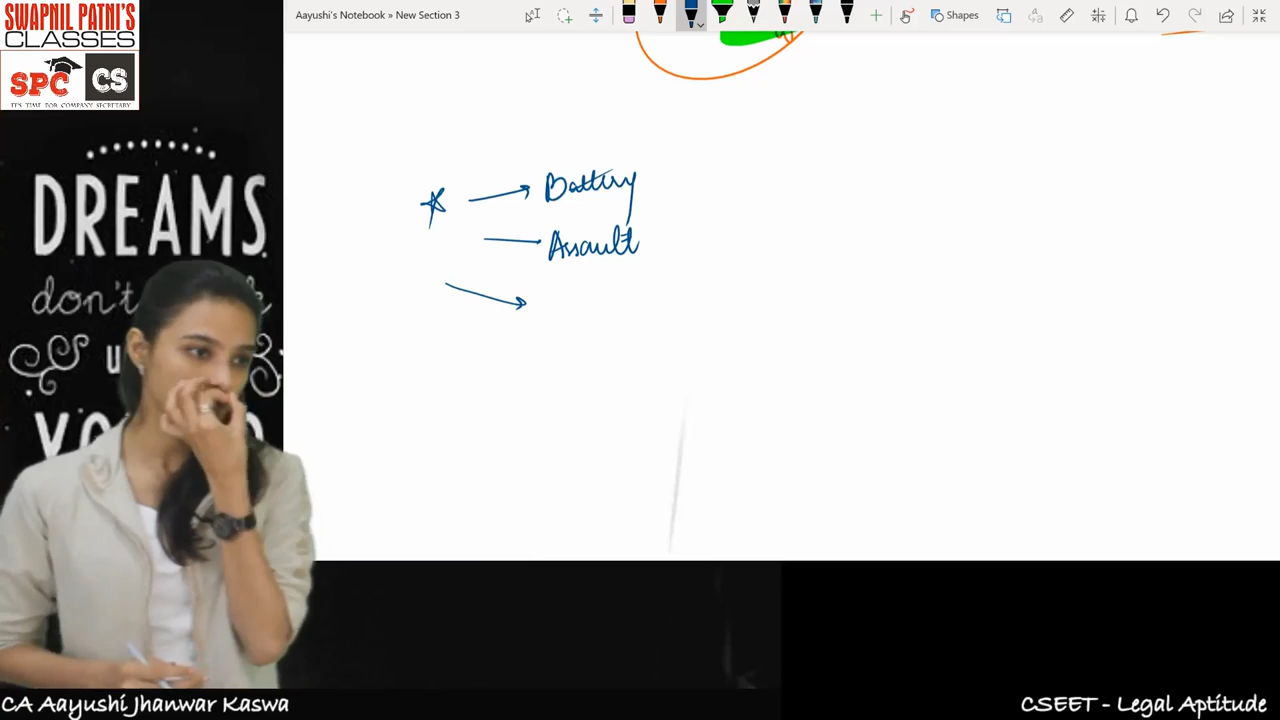 SWAPNIL PATNI'S
CLASSES
SPC CS
IT'S TIME FOR COMPANY SECRETARY
Aayushi's Notebook » New Section 3
Shapes
DREAMS
don't
u
YO
Battery
Assault
CA Aayushi Jhanwar Kaswa
CSEET - Legal Aptitude